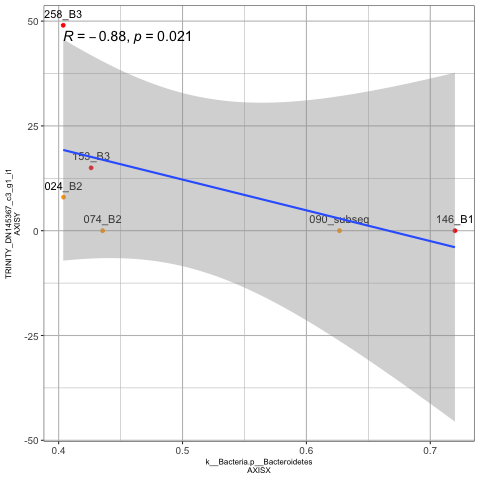 258_B3
R = −0.88, p = 0.021
153_B3
024_B2
074_B2
090_subseq
146_B1
50
25
0
-25
-50
0.4
0.5
0.6
0.7
TRINITY_DN145367_c3_g1_i1
AXISY
k__Bacteria.p__Bacteroidetes
AXISX